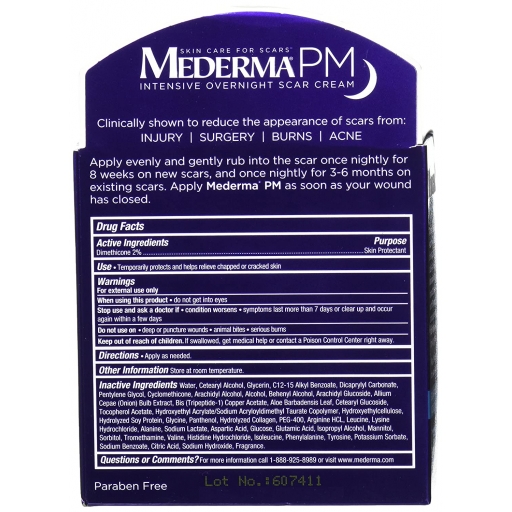 SKIN CARE FOR SCARS™
MEDERMA® PM
INTENSIVE OVERNIGHT SCAR CREAM
Clinically shown to reduce the appearance of scars from:
INJURY | SURGERY | BURNS | ACNE
Apply evenly and gently rub into the scar once nightly for
8 weeks on new scars, and once nightly for 3-6 months on
existing scars. Apply Mederma® PM as soon as your wound
has closed.
Drug Facts
Active Ingredients Purpose
Dimethicone 2% Skin Protectant
Use • Temporarily protects and helps relieve chapped or cracked skin
Warnings
For external use only
When using this product • do not get into eyes
Stop use and ask a doctor if • condition worsens • symptoms last more than 7 days or clear up and occur
again within a few days
Do not use on • deep or puncture wounds • animal bites • serious burns
Keep out of reach of children. If swallowed, get medical help or contact a Poison Control Center right away.
Directions • Apply as needed.
Other Information Store at room temperature.
Inactive Ingredients Water, Cetearyl Alcohol, Glycerin, C12-15 Alkyl Benzoate, Dicaprylyl Carbonate,
Pentylene Glycol, Cyclomethicone, Arachidyl Alcohol, Alcohol, Behenyl Alcohol, Arachidyl Glucoside, Allium
Cepae (Onion) Bulb Extract, Bis (Tripeptide-1) Copper Acetate, Aloe Barbadensis Leaf, Cetearyl Glucoside,
Tocopherol Acetate, Hydroxyethyl Acrylate/Sodium Acryloyldimethyl Taurate Copolymer, Hydroxyethylcellulose,
Hydrolyzed Soy Protein, Glycine, Panthenol, Hydrolyzed Collagen, PEG-400, Arginine HCL, Leucine, Lysine
Hydrochloride, Alanine, Sodium Lactate, Aspartic Acid, Glucose, Glutamic Acid, Isopropyl Alcohol, Mannitol,
Sorbitol, Tromethamine, Valine, Histidine Hydrochloride, Isoleucine, Phenylalanine, Tyrosine, Potassium Sorbate,
Sodium Benzoate, Citric Acid, Sodium Hydroxide, Fragrance.
Questions or Comments? For more information call 1-888-925-8989 or visit www.mederma.com.
Paraben Free
Lot No.:607411